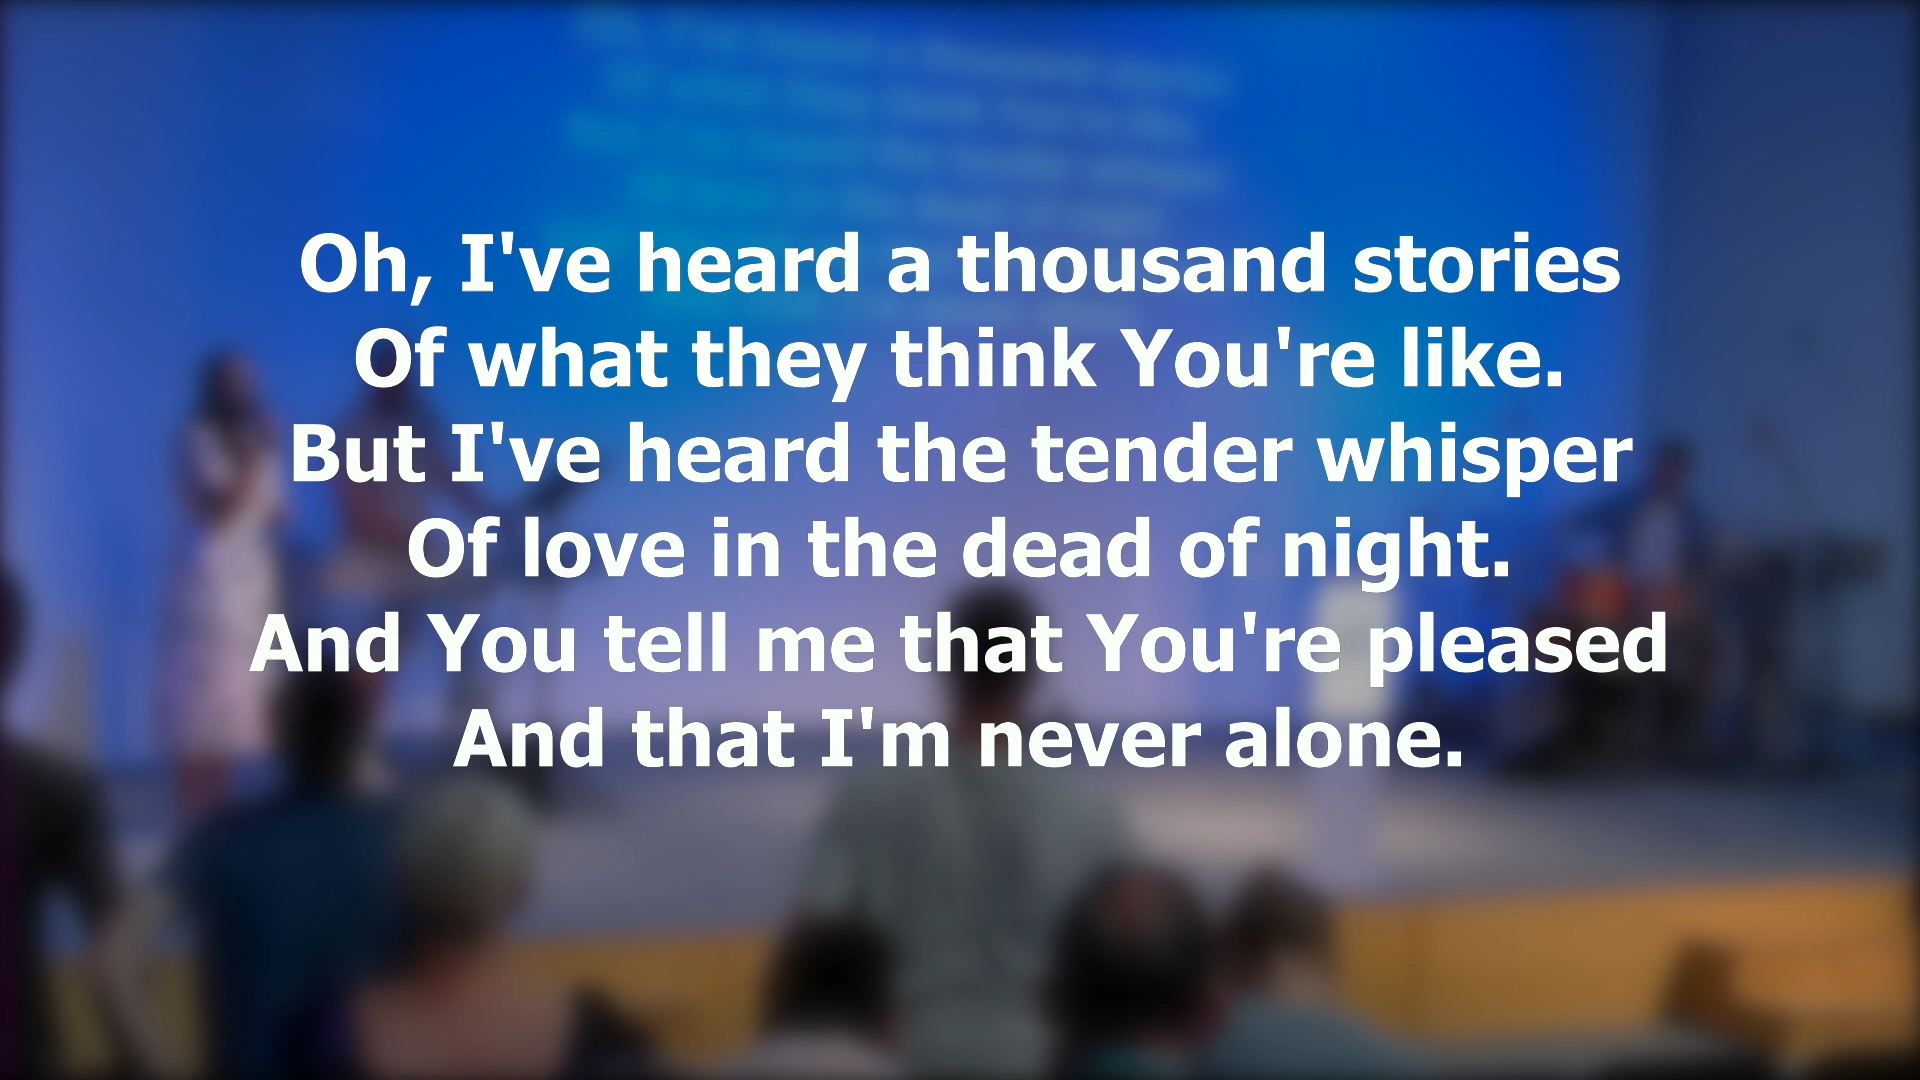 Oh, I've heard a thousand stories
Of what they think You're like.
But I've heard the tender whisper
Of love in the dead of night.
And You tell me that You're pleased
And that I'm never alone.